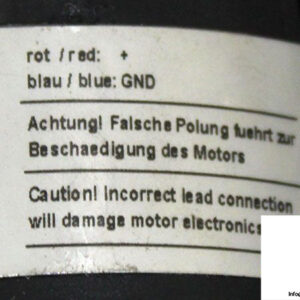 rot / red: +
blau / blue: GND
Achtung! Falsche Polung fuehrt zur
Beschaedigung des Motors
Caution! Incorrect lead connection
will damage motor electronics